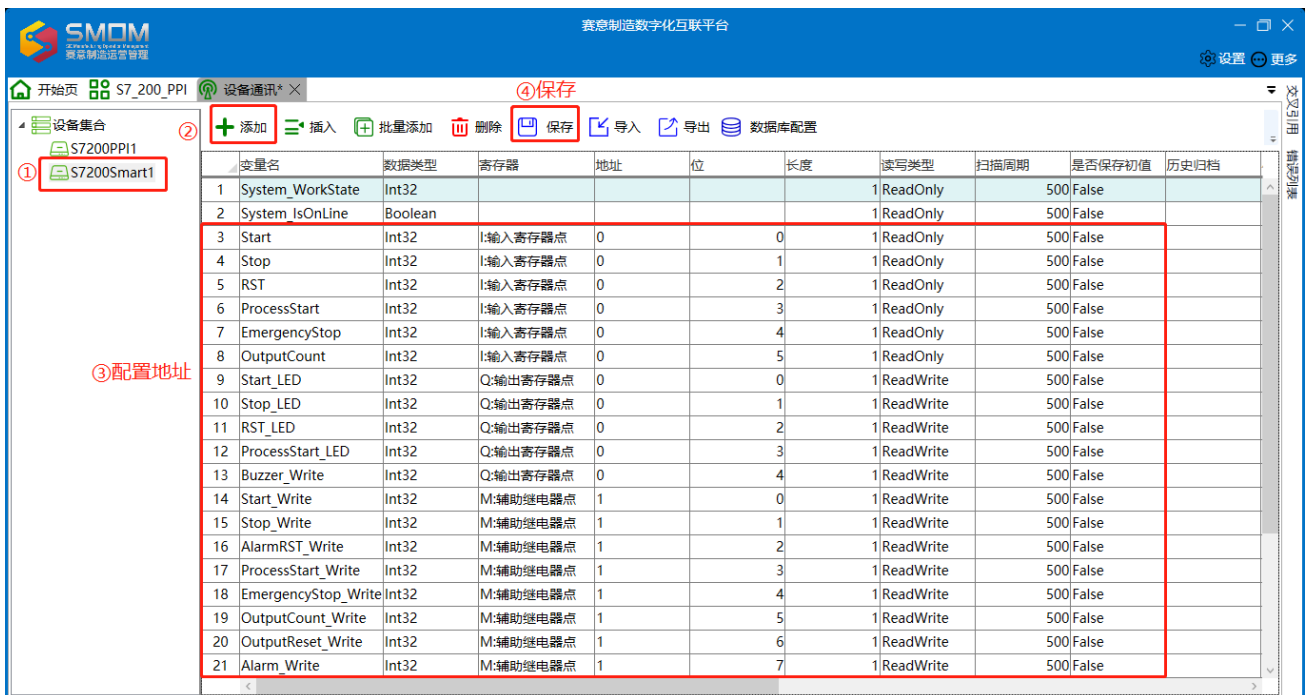 赛意制造数字化互联平台
SMOM
赛意制造运营管理
设置 更多
开始页 S7_200_PPI 设备通讯* ④保存
交叉引用
错误列表
设备集合
S7200PPI1
① S7200Smart1
② 添加 插入 批量添加 删除 保存 导入 导出 数据库配置
③配置地址
变量名 数据类型 寄存器 地址 位 长度 读写类型 扫描周期 是否保存初值 历史归档
1 System_WorkState Int32 1 ReadOnly 500 False
2 System_IsOnLine Boolean 1 ReadOnly 500 False
3 Start Int32 I:输入寄存器点 0 0 1 ReadOnly 500 False
4 Stop Int32 I:输入寄存器点 0 1 1 ReadOnly 500 False
5 RST Int32 I:输入寄存器点 0 2 1 ReadOnly 500 False
6 ProcessStart Int32 I:输入寄存器点 0 3 1 ReadOnly 500 False
7 EmergencyStop Int32 I:输入寄存器点 0 4 1 ReadOnly 500 False
8 OutputCount Int32 I:输入寄存器点 0 5 1 ReadOnly 500 False
9 Start_LED Int32 Q:输出寄存器点 0 0 1 ReadWrite 500 False
10 Stop_LED Int32 Q:输出寄存器点 0 1 1 ReadWrite 500 False
11 RST_LED Int32 Q:输出寄存器点 0 2 1 ReadWrite 500 False
12 ProcessStart_LED Int32 Q:输出寄存器点 0 3 1 ReadWrite 500 False
13 Buzzer_Write Int32 Q:输出寄存器点 0 4 1 ReadWrite 500 False
14 Start_Write Int32 M:辅助继电器点 1 0 1 ReadWrite 500 False
15 Stop_Write Int32 M:辅助继电器点 1 1 1 ReadWrite 500 False
16 AlarmRST_Write Int32 M:辅助继电器点 1 2 1 ReadWrite 500 False
17 ProcessStart_Write Int32 M:辅助继电器点 1 3 1 ReadWrite 500 False
18 EmergencyStop_Write Int32 M:辅助继电器点 1 4 1 ReadWrite 500 False
19 OutputCount_Write Int32 M:辅助继电器点 1 5 1 ReadWrite 500 False
20 OutputReset_Write Int32 M:辅助继电器点 1 6 1 ReadWrite 500 False
21 Alarm_Write Int32 M:辅助继电器点 1 7 1 ReadWrite 500 False